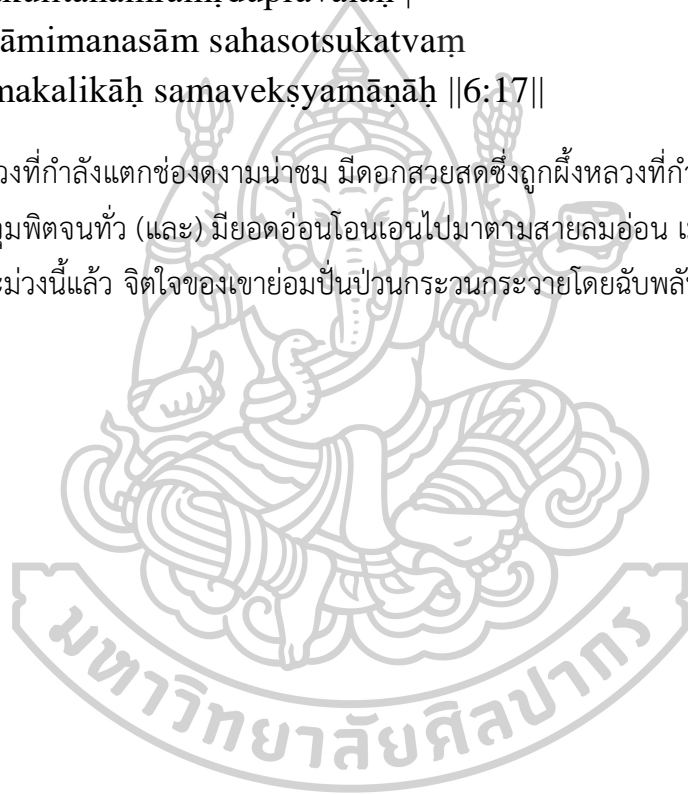 āmimanasām sahasotsukatvaṃ
makalikāḥ samavekṣyamāṇāḥ ||6:17||
วงที่กำลังแตกช่องดงามน่าชม มีดอกสวยสดซึ่งถูกผึ้งหลวงที่กำ
ุมพิตจนทั่ว (และ) มียอดอ่อนโอนเอนไปมาตามสายลมอ่อน
ะม่วงนี้แล้ว จิตใจของเขาย่อมปั่นป่วนกระวนกระวายโดยฉับพลั
มหาวิทยาลัยศิลปากร